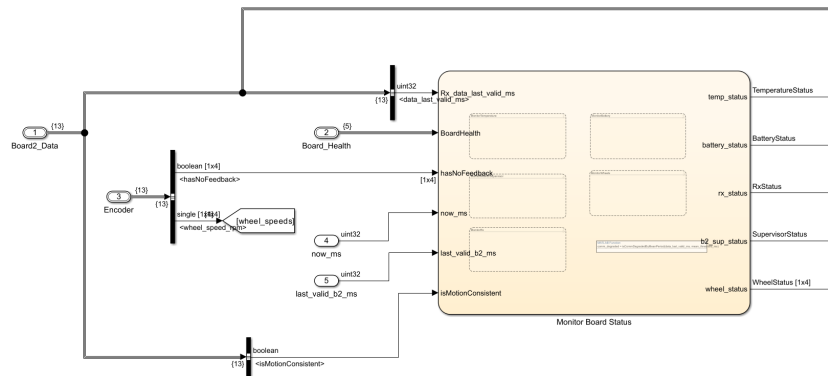 uint32
{13}
<data_last_valid_ms>
1
{13}
Board2_Data
2
{5}
Board_Health
boolean [1x4]
<hasNoFeedback>
[1x4]
3
{13}
Encoder
{13}
single [1x4]
<wheel_speed_rpm>
[wheel_speeds]
4
uint32
now_ms
5
uint32
last_valid_b2_ms
boolean
{13}
<isMotionConsistent>
Rx_data_last_valid_ms
BoardHealth
hasNoFeedback
now_ms
last_valid_b2_ms
isMotionConsistent
temp_status
battery_status
rx_status
b2_sup_status
wheel_status
Monitor Board Status
TemperatureStatus
BatteryStatus
RxStatus
SupervisorStatus
WheelStatus [1x4]